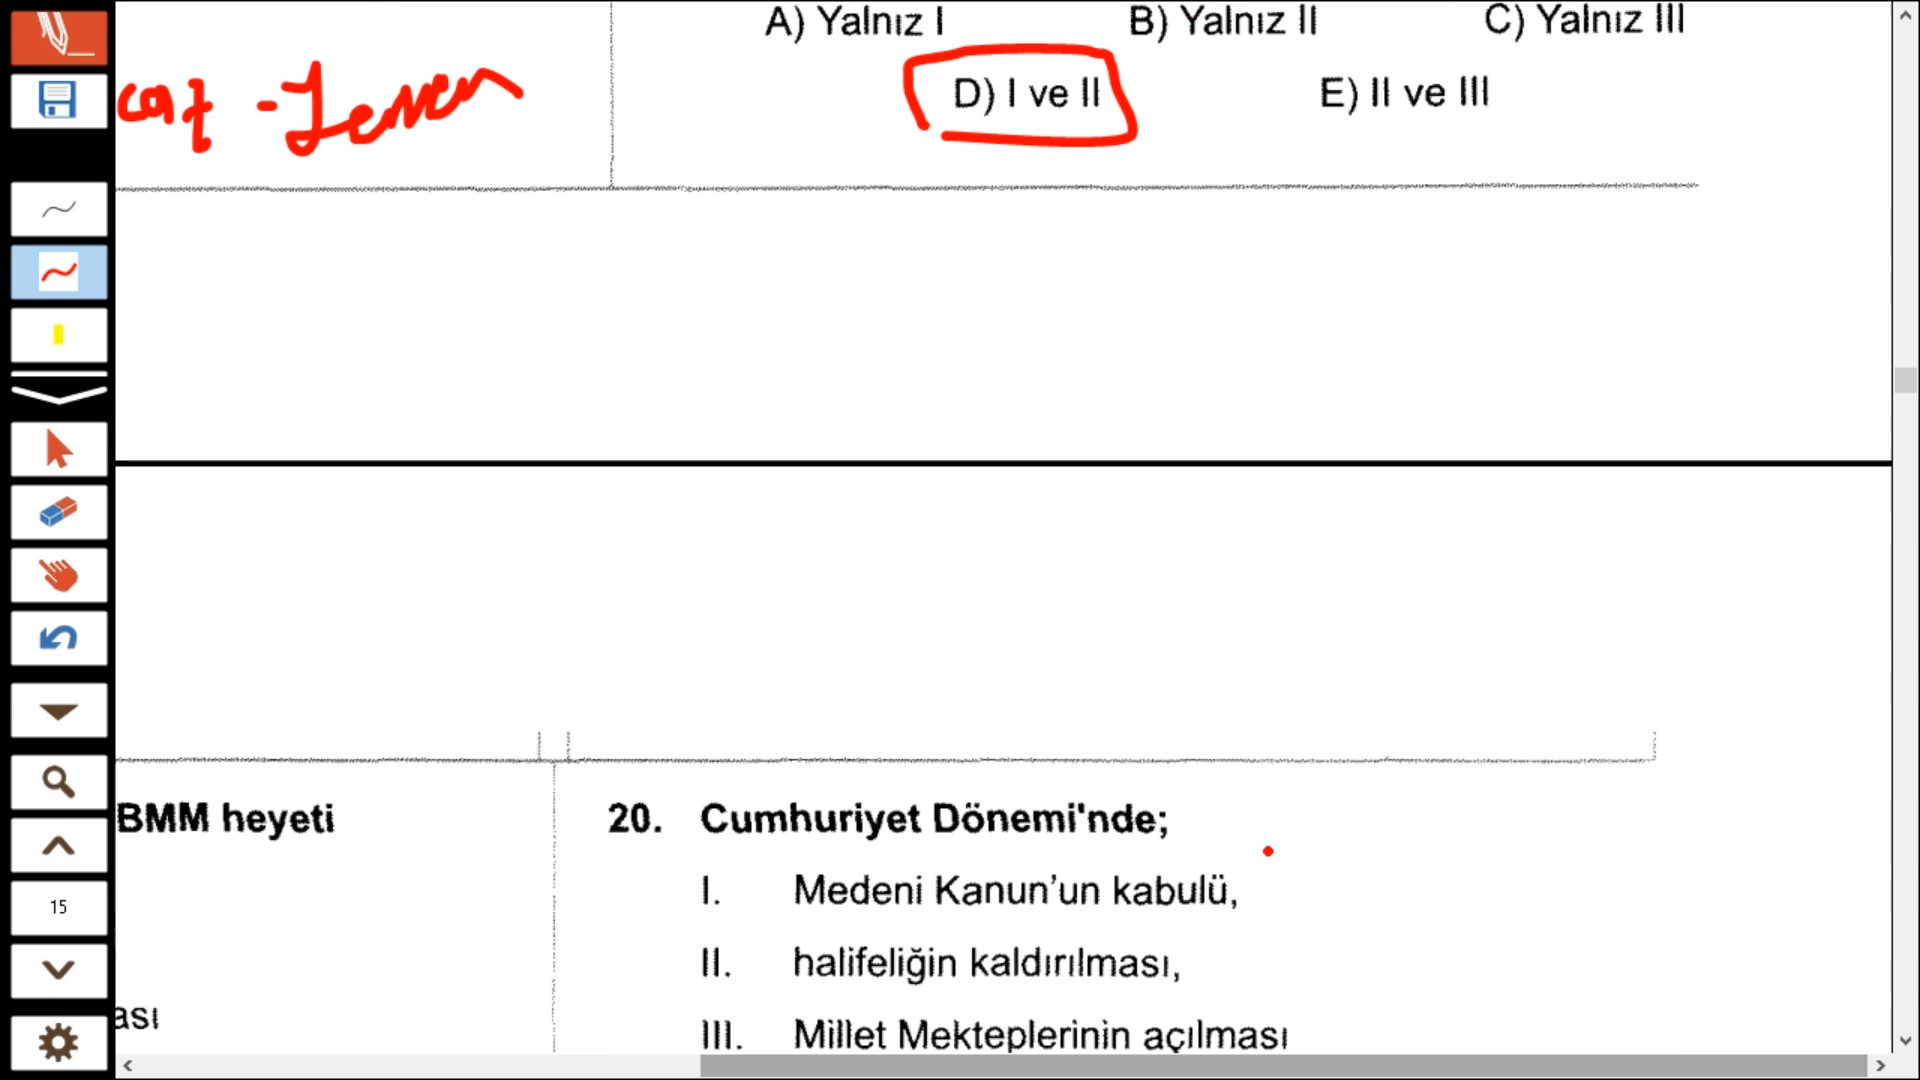 A) Yalnız I B) Yalnız II C) Yalnız III
D) I ve II E) II ve III
BMM heyeti
ası
20. Cumhuriyet Dönemi'nde;
I. Medeni Kanun’un kabulü,
II. halifeliğin kaldırılması,
III. Millet Mekteplerinin açılması
15